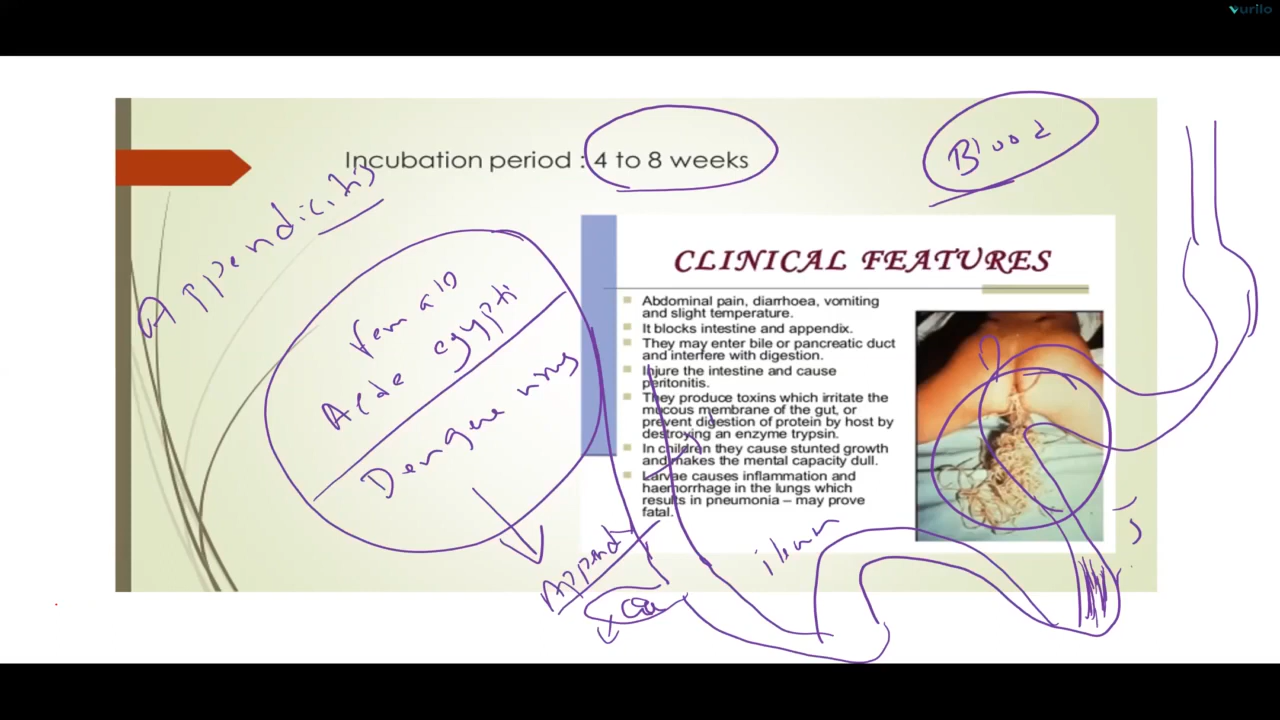 vurilo
Blood
Incubation period : 4 to 8 weeks
Appendicitis
CLINICAL FEATURES
Abdominal pain, diarrhoea, vomiting
and slight temperature.
It blocks intestine and appendix.
They may enter bile or pancreatic duct
and interfere with digestion.
Injure the intestine and cause
peritonitis.
They produce toxins which irritate the
mucous membrane of the gut, or
prevent digestion of protein by host by
destroying an enzyme trypsin.
In children they cause stunted growth
and makes the mental capacity dull.
Larvae causes inflammation and
haemorrhage in the lungs which
results in pneumonia – may prove
fatal.
Female
Aede egypti
Dengue virus
Appendi
ileum